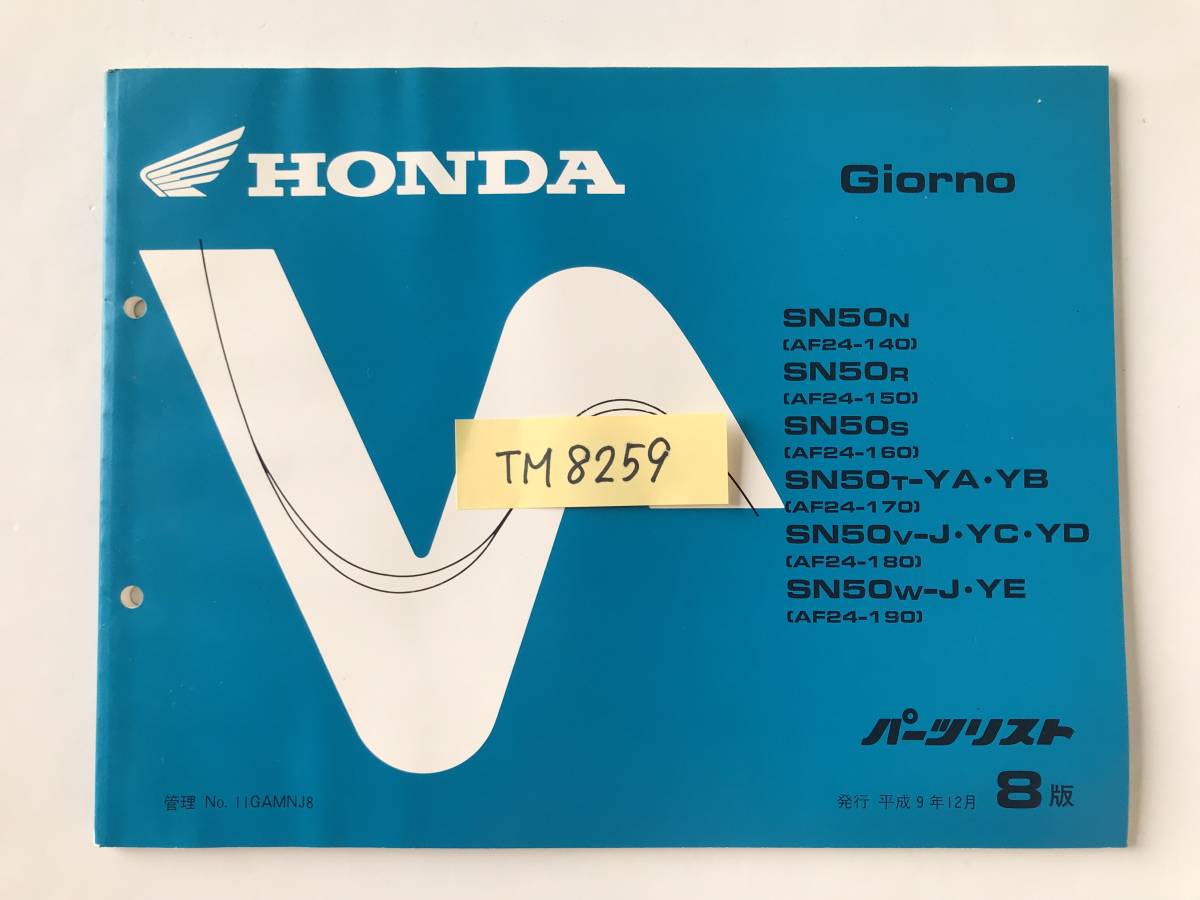 HONDA
Giorno
SN50N
(AF24-140)
SN50R
(AF24-150)
SN50S
(AF24-160)
SN50T-YA・YB
(AF24-170)
SN50V-J・YC・YD
(AF24-180)
SN50W-J・YE
(AF24-190)
TM 8259
パーツリスト
管理 No. 11GAMNJ8
発行 平成9年12月 8版